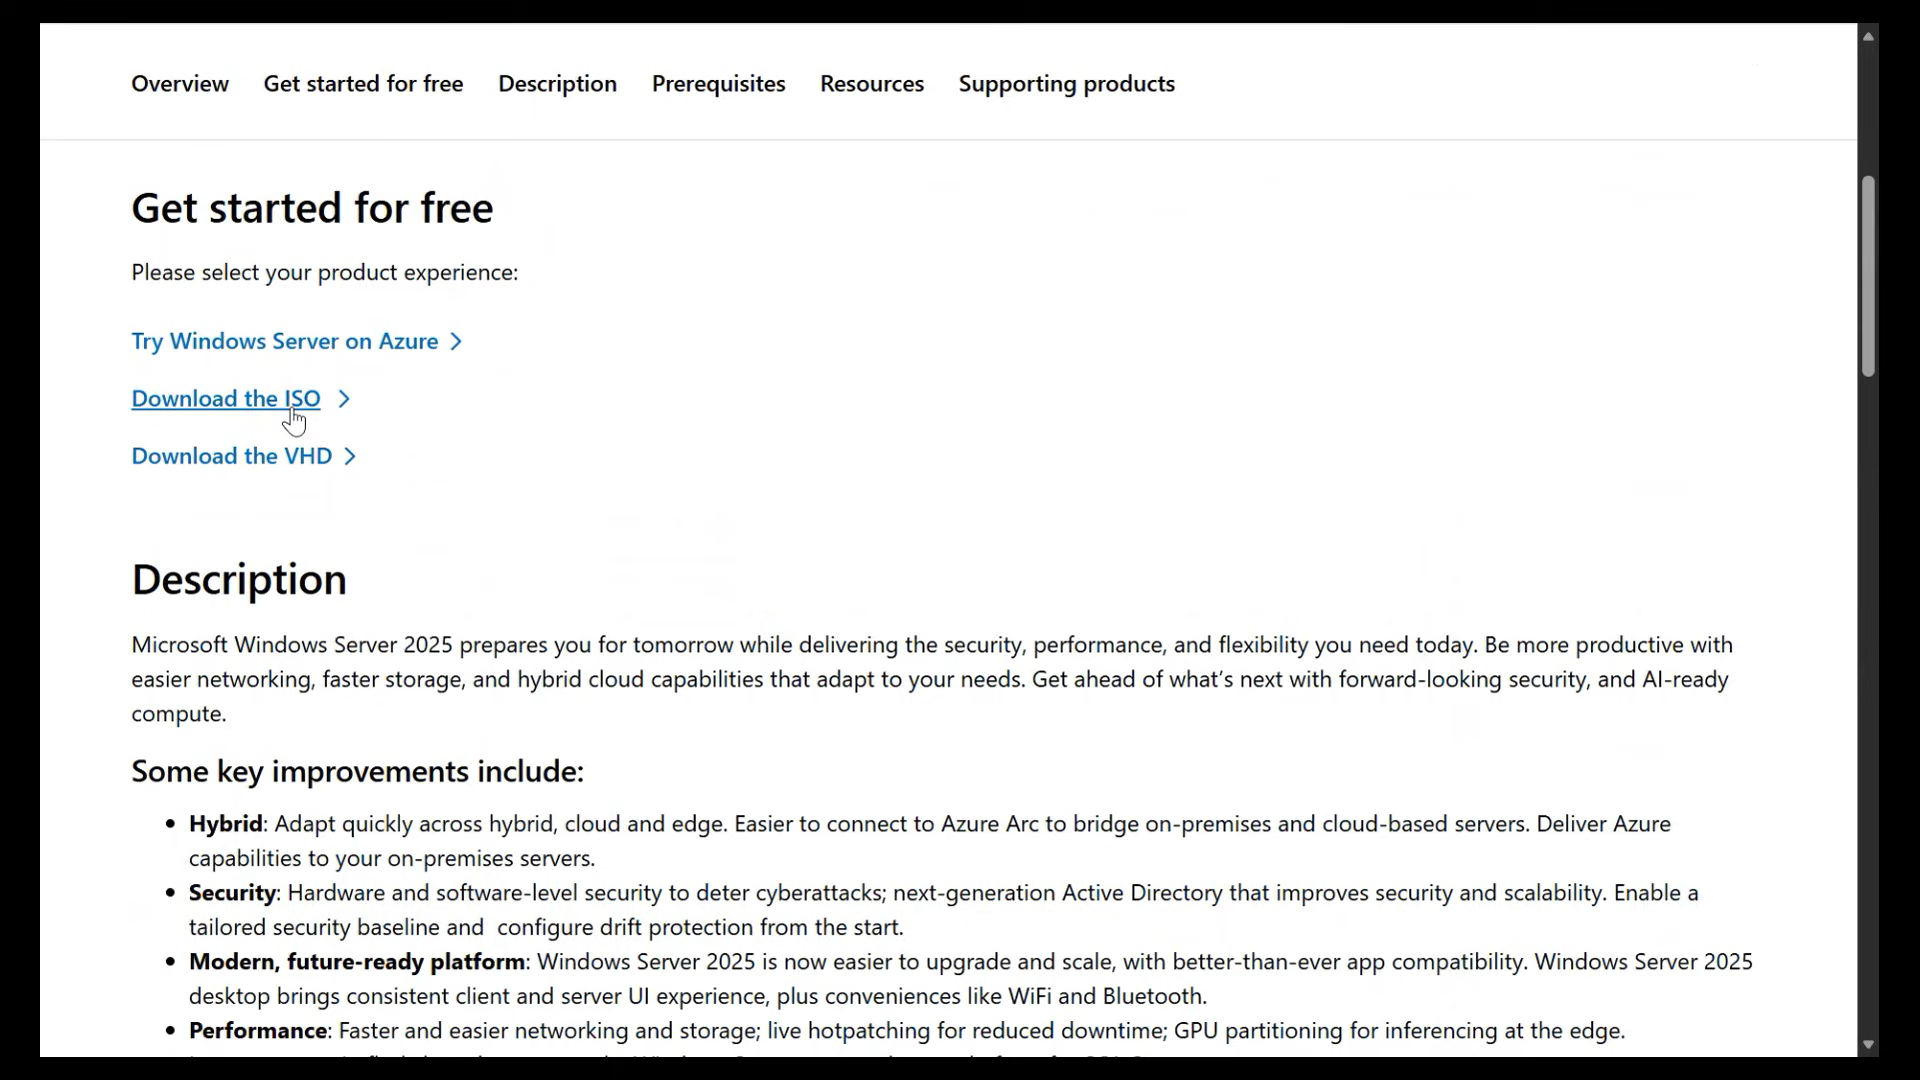 Overview Get started for free Description Prerequisites Resources Supporting products
Get started for free
Please select your product experience:
Try Windows Server on Azure
Download the ISO
Download the VHD
Description
Microsoft Windows Server 2025 prepares you for tomorrow while delivering the security, performance, and flexibility you need today. Be more productive with
easier networking, faster storage, and hybrid cloud capabilities that adapt to your needs. Get ahead of what's next with forward-looking security, and AI-ready
compute.
Some key improvements include:
• Hybrid: Adapt quickly across hybrid, cloud and edge. Easier to connect to Azure Arc to bridge on-premises and cloud-based servers. Deliver Azure
capabilities to your on-premises servers.
• Security: Hardware and software-level security to deter cyberattacks; next-generation Active Directory that improves security and scalability. Enable a
tailored security baseline and  configure drift protection from the start.
• Modern, future-ready platform: Windows Server 2025 is now easier to upgrade and scale, with better-than-ever app compatibility. Windows Server 2025
desktop brings consistent client and server UI experience, plus conveniences like WiFi and Bluetooth.
• Performance: Faster and easier networking and storage; live hotpatching for reduced downtime; GPU partitioning for inferencing at the edge.